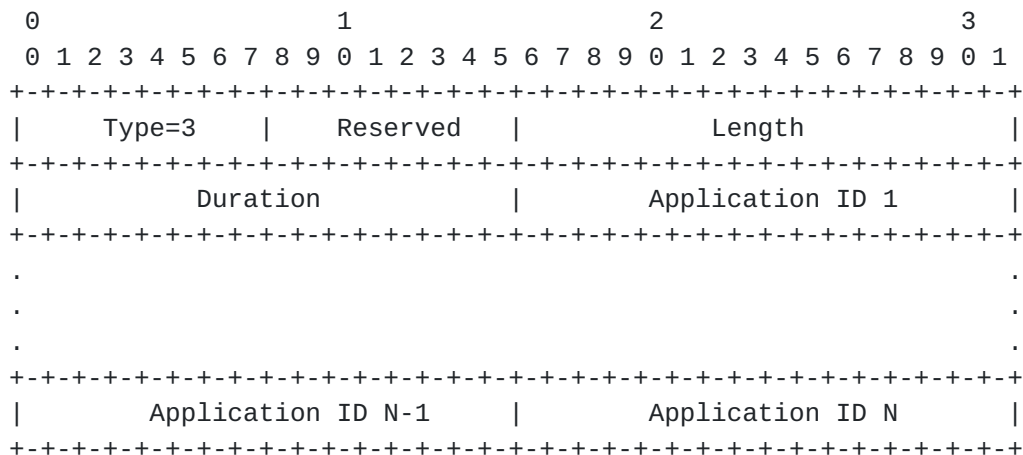 0                   1                   2                   3
 0 1 2 3 4 5 6 7 8 9 0 1 2 3 4 5 6 7 8 9 0 1 2 3 4 5 6 7 8 9 0 1
+-+-+-+-+-+-+-+-+-+-+-+-+-+-+-+-+-+-+-+-+-+-+-+-+-+-+-+-+-+-+-+-+
|     Type=3    |    Reserved   |            Length             |
+-+-+-+-+-+-+-+-+-+-+-+-+-+-+-+-+-+-+-+-+-+-+-+-+-+-+-+-+-+-+-+-+
|           Duration            |        Application ID 1       |
+-+-+-+-+-+-+-+-+-+-+-+-+-+-+-+-+-+-+-+-+-+-+-+-+-+-+-+-+-+-+-+-+
.                                                               .
.                                                               .
.                                                               .
+-+-+-+-+-+-+-+-+-+-+-+-+-+-+-+-+-+-+-+-+-+-+-+-+-+-+-+-+-+-+-+-+
|        Application ID N-1     |        Application ID N       |
+-+-+-+-+-+-+-+-+-+-+-+-+-+-+-+-+-+-+-+-+-+-+-+-+-+-+-+-+-+-+-+-+